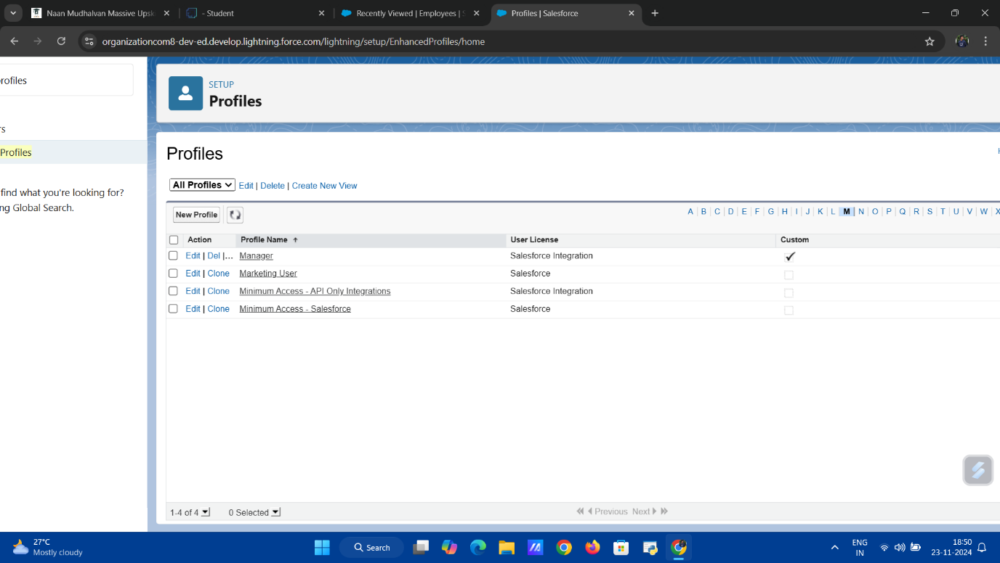 Naan Mudhalvan Massive Upsk
- Student
Recently Viewed | Employees | S
Profiles | Salesforce
organizationcom8-dev-ed.develop.lightning.force.com/lightning/setup/EnhancedProfiles/home
rofiles
rs
Profiles
find what you're looking for?
ng Global Search.
SETUP
Profiles
Profiles
All Profiles Edit | Delete | Create New View
New Profile
A | B | C | D | E | F | G | H | I | J | K | L | M | N | O | P | Q | R | S | T | U | V | W | X
Action Profile Name User License Custom
Edit | Del |... Manager Salesforce Integration
Edit | Clone Marketing User Salesforce
Edit | Clone Minimum Access - API Only Integrations Salesforce Integration
Edit | Clone Minimum Access - Salesforce Salesforce
1-4 of 4 0 Selected Previous Next
27°C
Mostly cloudy
Search
ENG
IN
18:50
23-11-2024